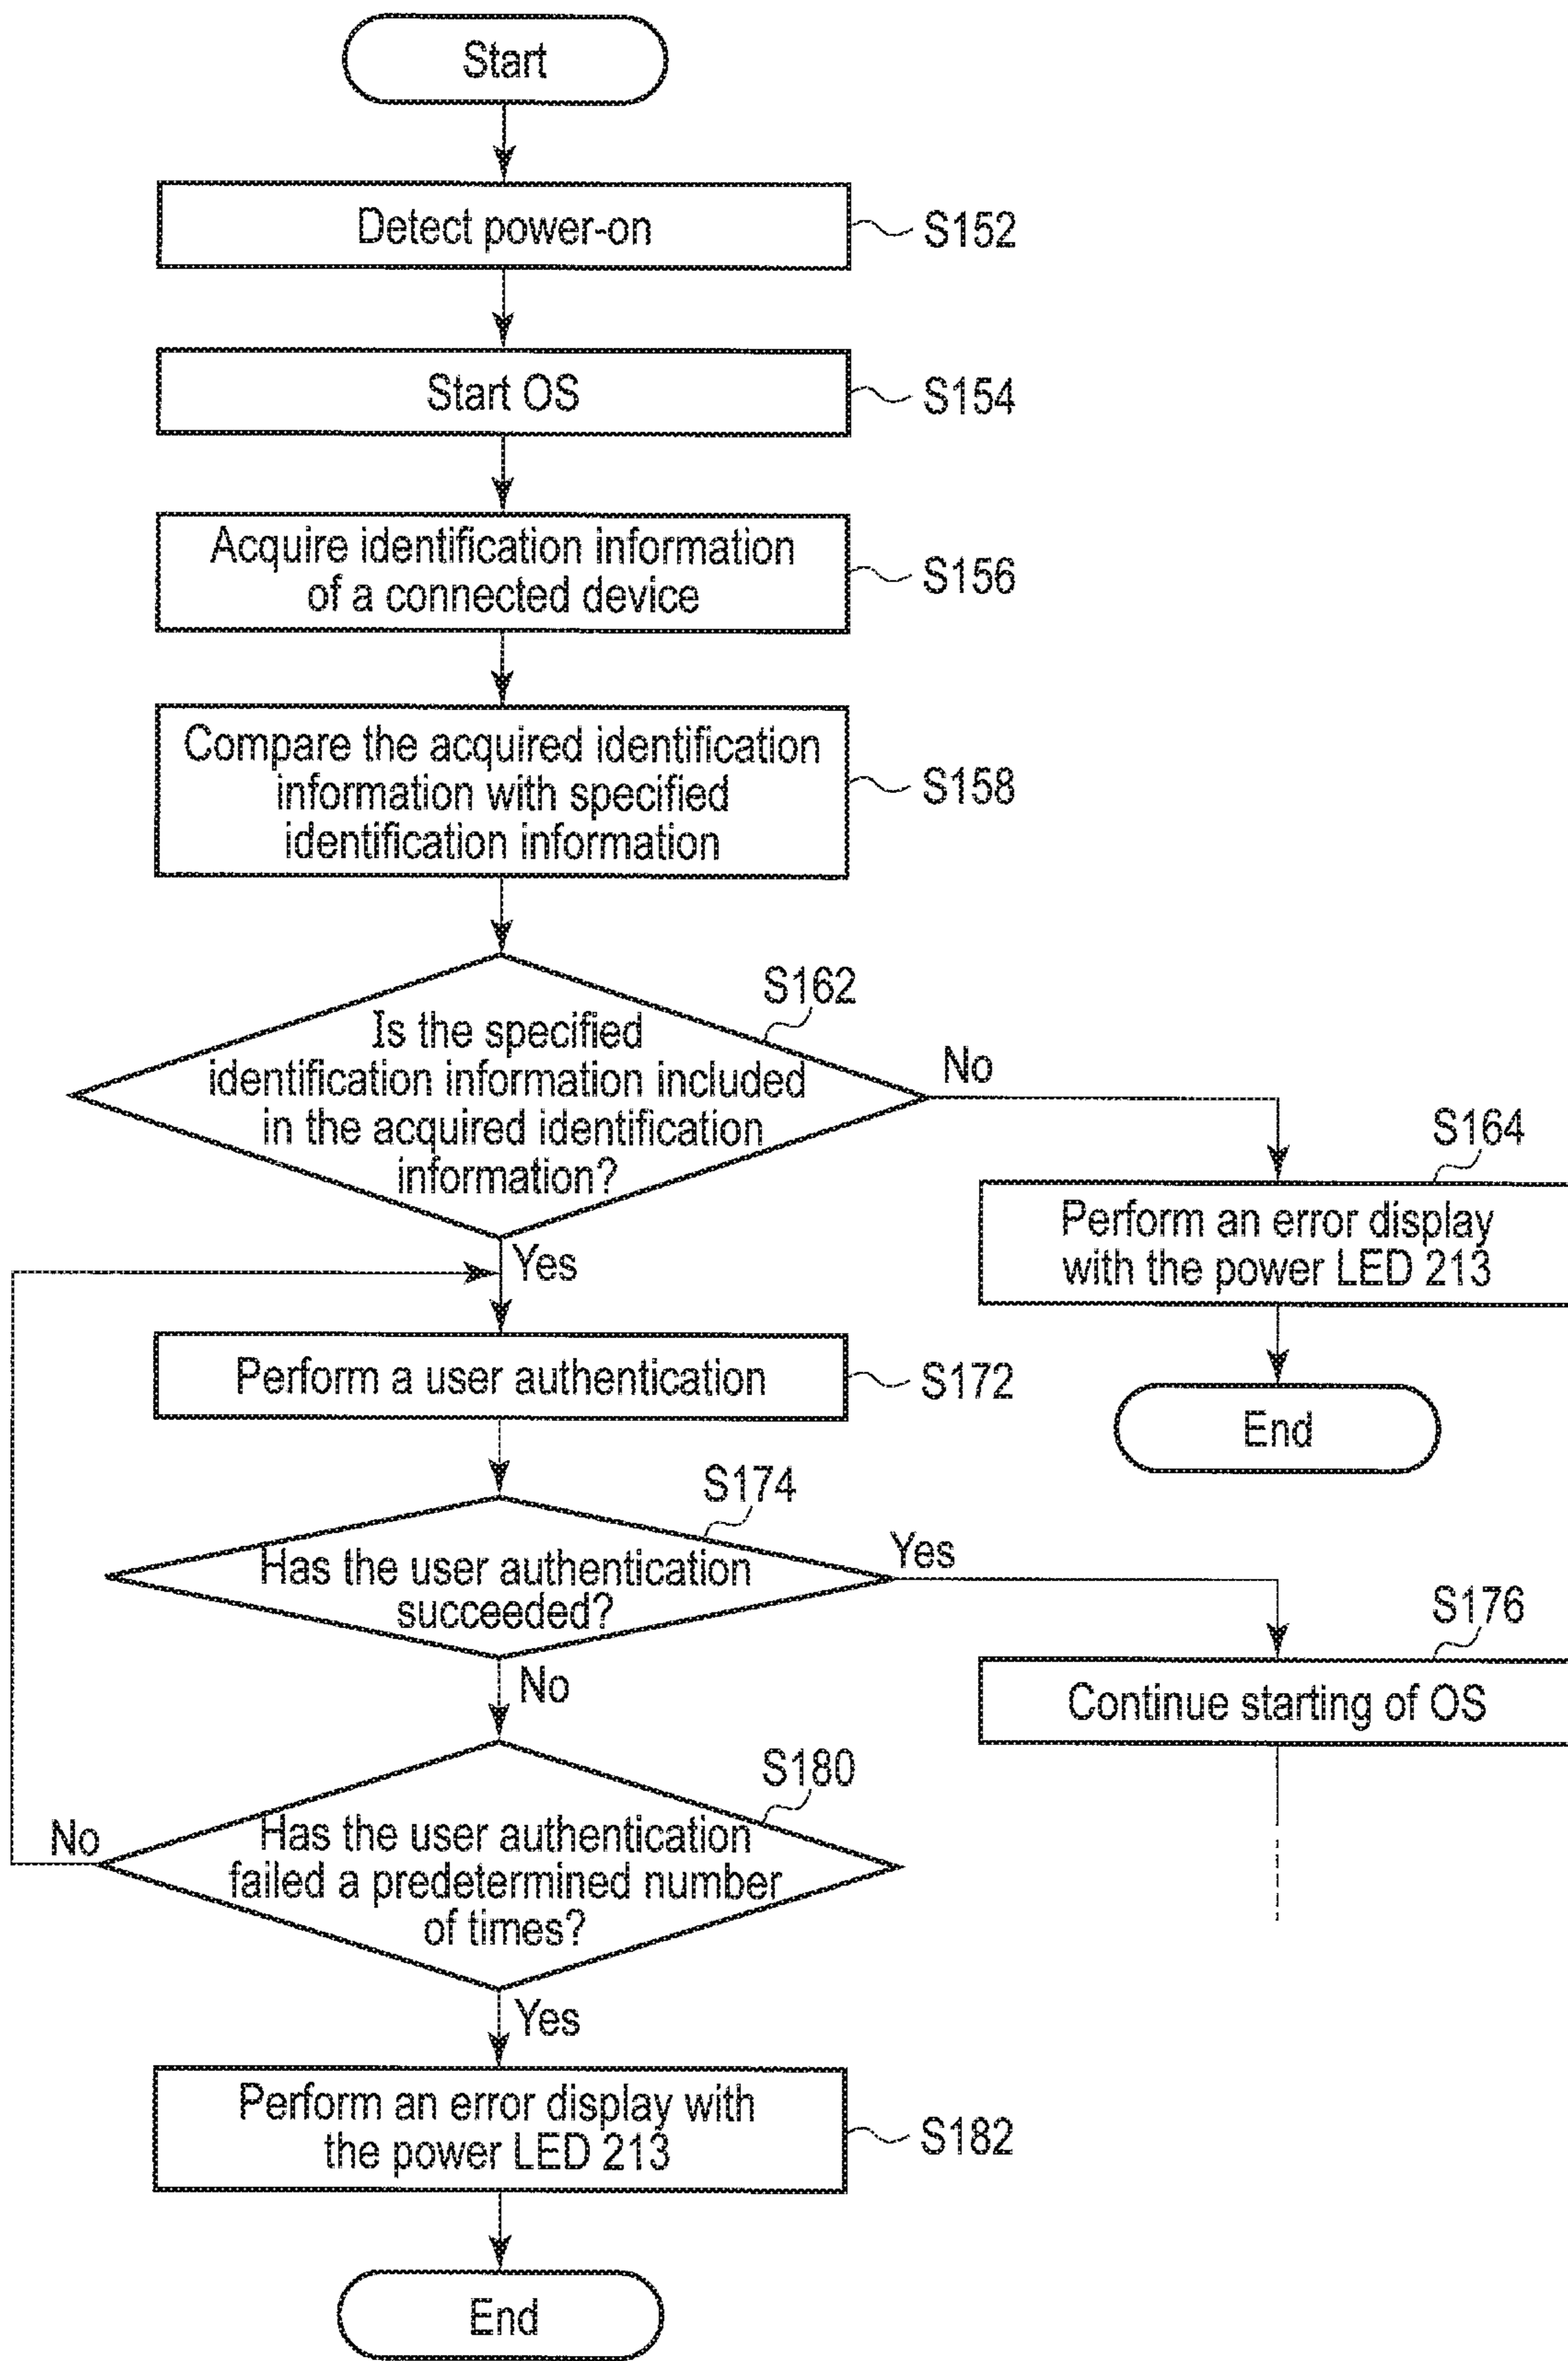 Start
Detect power-on
S152
Start OS
S154
Acquire identification information
of a connected device
S156
Compare the acquired identification
information with specified
identification information
S158
S162
Is the specified
identification information included
in the acquired identification
information?
No
Yes
S164
Perform an error display
with the power LED 213
End
Perform a user authentication
S172
S174
Has the user authentication
succeeded?
Yes
No
S176
Continue starting of OS
S180
Has the user authentication
failed a predetermined number
of times?
No
Yes
Perform an error display with
the power LED 213
S182
End